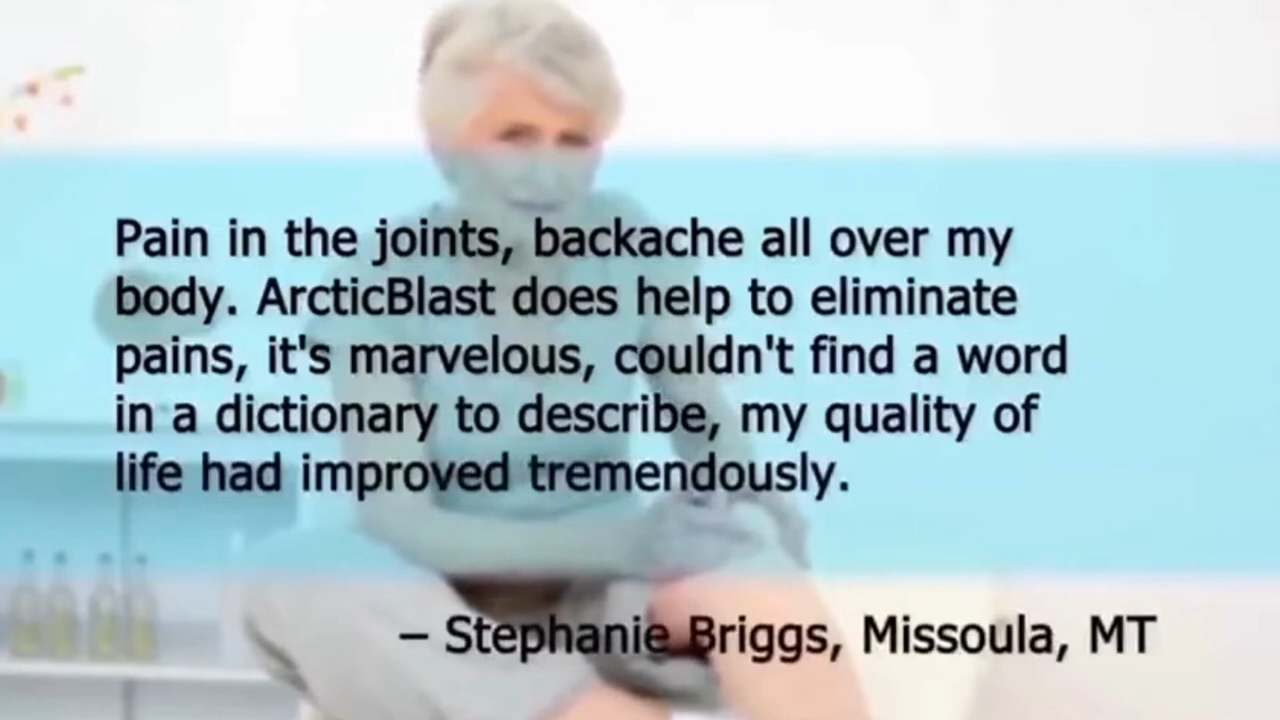 Pain in the joints, backache all over my
body. ArcticBlast does help to eliminate
pains, it's marvelous, couldn't find a word
in a dictionary to describe, my quality of
life had improved tremendously.
– Stephanie Briggs, Missoula, MT